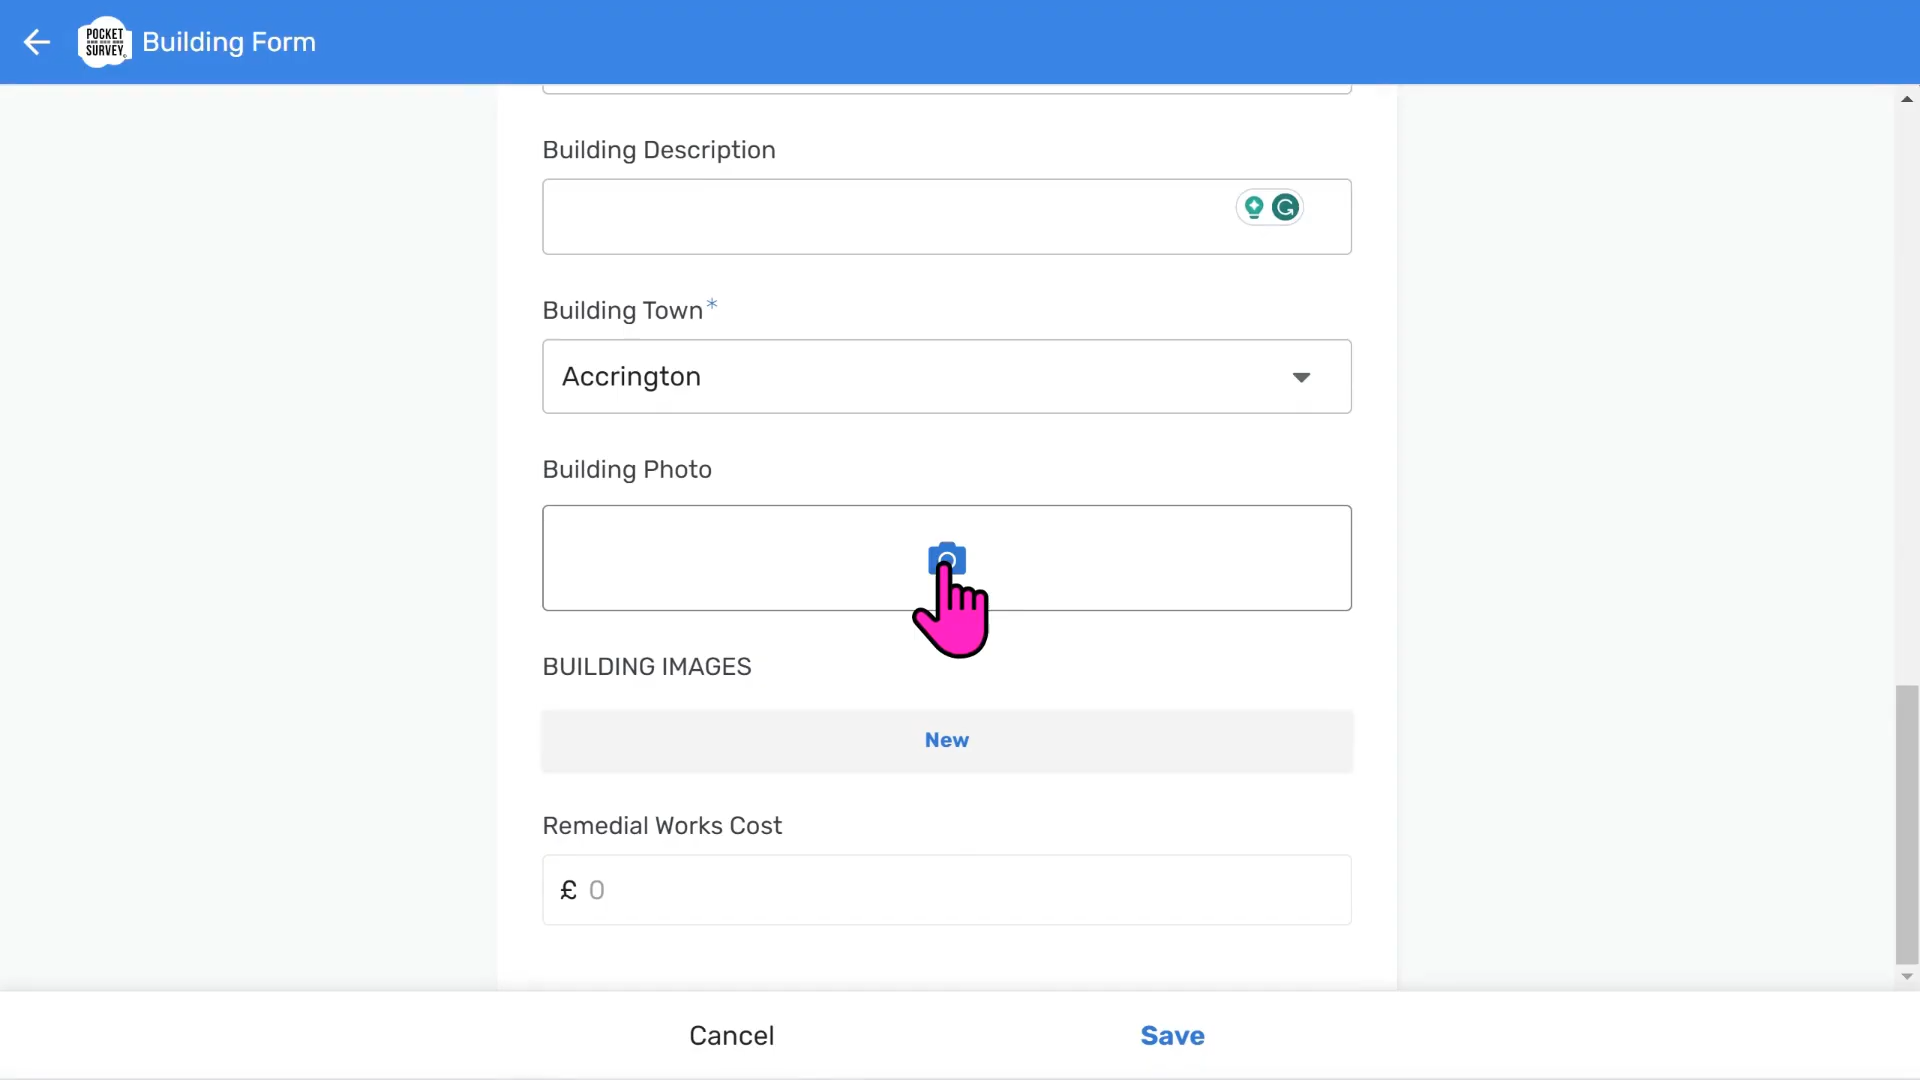 POCKET
SURVEY
Building Form
Building Description
Building Town*
Accrington
Building Photo
BUILDING IMAGES
New
Remedial Works Cost
£ 0
Cancel
Save